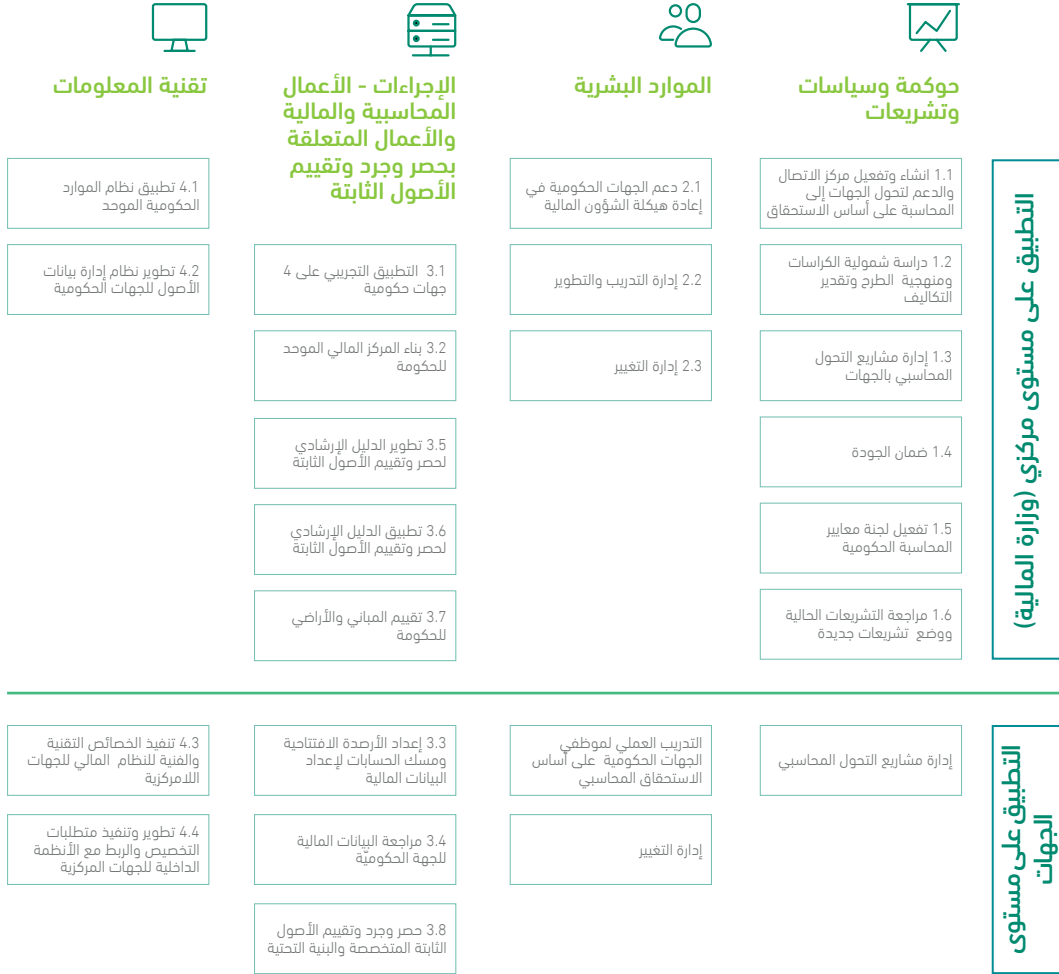 حوكمة وسياسات
وتشريعات
الموارد البشرية
الإجراءات - الأعمال
المحاسبية والمالية
والأعمال المتعلقة
بحصر وجرد وتقييم
الأصول الثابتة
تقنية المعلومات
التطبيق على مستوى مركزي (وزارة المالية)
1.1 انشاء وتفعيل مركز الاتصال
والدعم لتحول الجهات إلى
المحاسبة على أساس الاستحقاق
1.2 دراسة شمولية الكراسات
ومنهجية الطرح وتقدير
التكاليف
1.3 إدارة مشاريع التحول
المحاسبي بالجهات
1.4 ضمان الجودة
1.5 تفعيل لجنة معايير
المحاسبة الحكومية
1.6 مراجعة التشريعات الحالية
ووضع تشريعات جديدة
2.1 دعم الجهات الحكومية في
إعادة هيكلة الشؤون المالية
2.2 إدارة التدريب والتطوير
2.3 إدارة التغيير
3.1 التطبيق التجريبي على 4
جهات حكومية
3.2 بناء المركز المالي الموحد
للحكومة
3.5 تطوير الدليل الإرشادي
لحصر وتقييم الأصول الثابتة
3.6 تطبيق الدليل الإرشادي
لحصر وتقييم الأصول الثابتة
3.7 تقييم المباني والأراضي
للحكومة
4.1 تطبيق نظام الموارد
الحكومية الموحد
4.2 تطوير نظام إدارة بيانات
الأصول للجهات الحكومية
التطبيق على مستوى
الجهات
إدارة مشاريع التحول المحاسبي
التدريب العملي لموظفي
الجهات الحكومية على أساس
الاستحقاق المحاسبي
إدارة التغيير
3.3 إعداد الأرصدة الافتتاحية
ومسك الحسابات لإعداد
البيانات المالية
3.4 مراجعة البيانات المالية
للجهة الحكوميّة
3.8 حصر وجرد وتقييم الأصول
الثابتة المتخصصة والبنية التحتية
4.3 تنفيذ الخصائص التقنية
والفنية للنظام المالي للجهات
اللامركزية
4.4 تطوير وتنفيذ متطلبات
التخصيص والربط مع الأنظمة
الداخلية للجهات المركزية